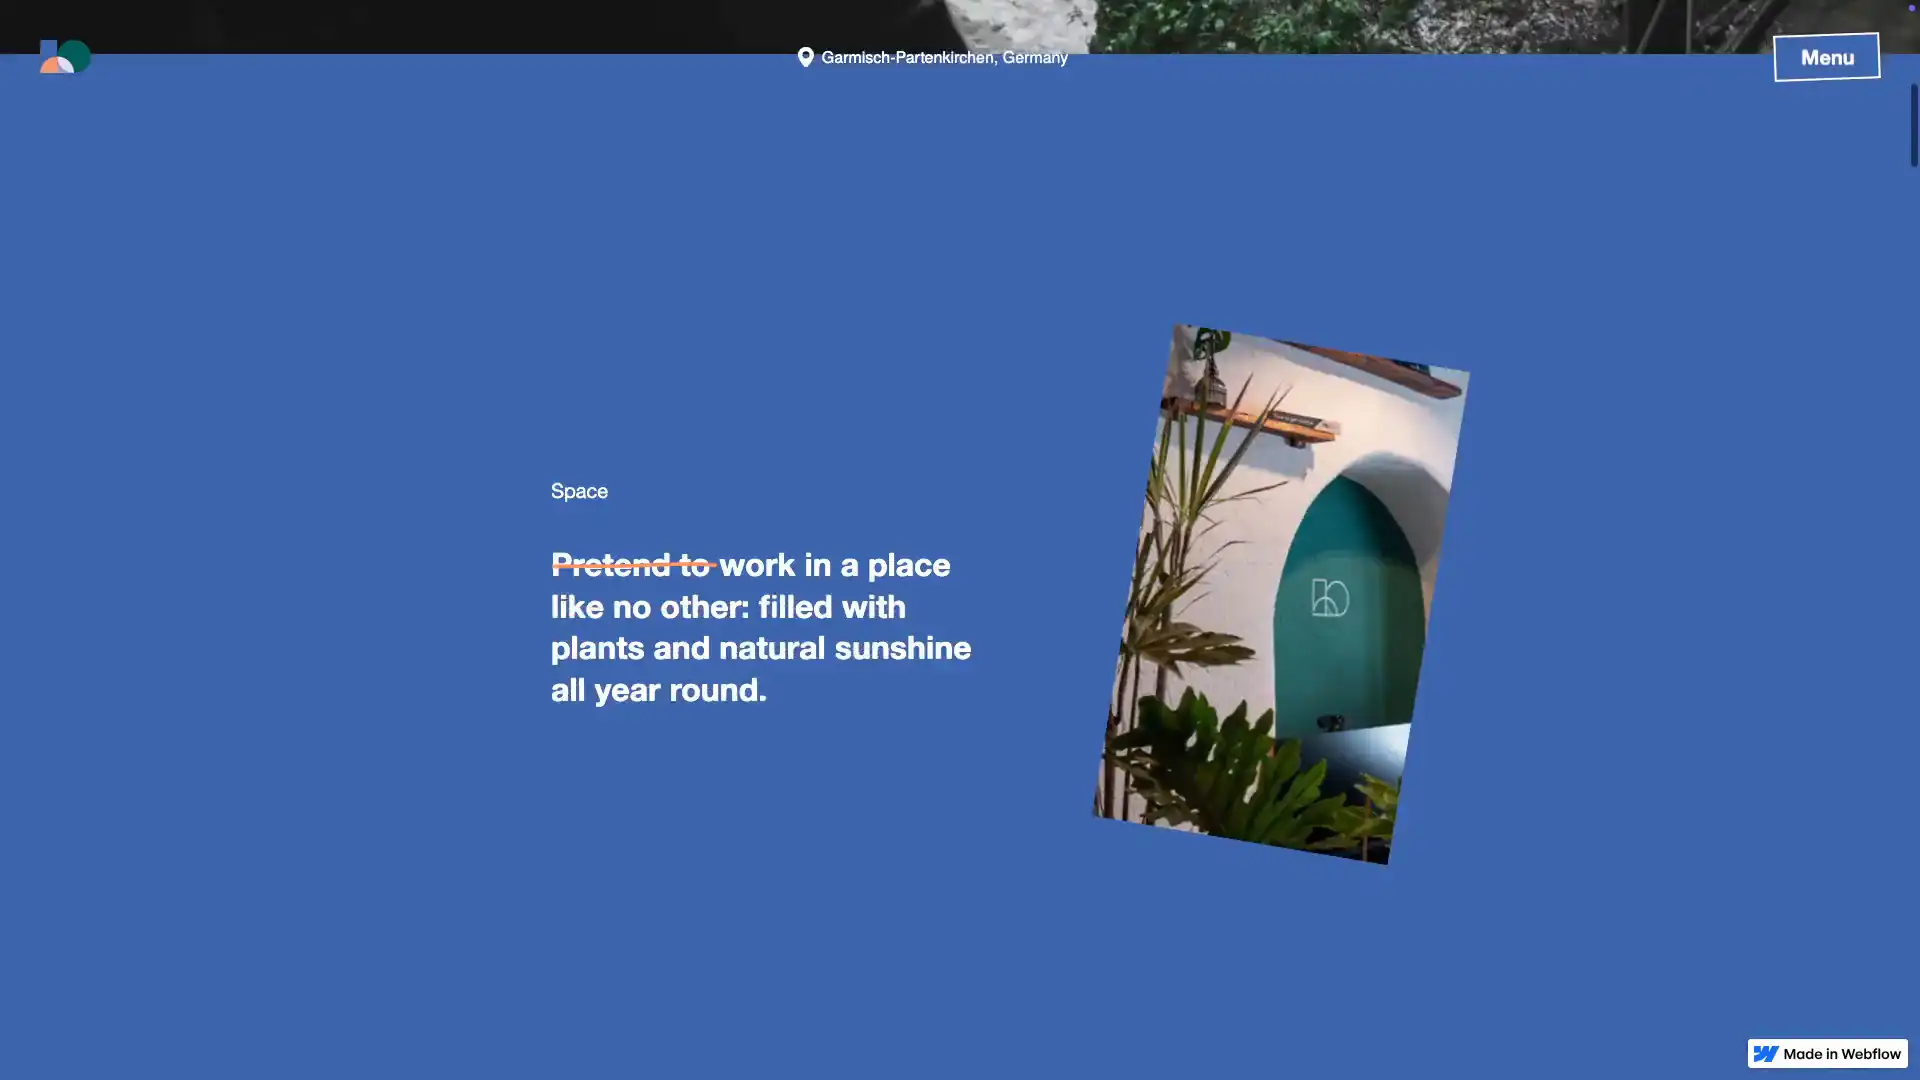 Garmisch-Partenkirchen, Germany
Menu
Space
Pretend to work in a place
like no other: filled with
plants and natural sunshine
all year round.
Made in Webflow